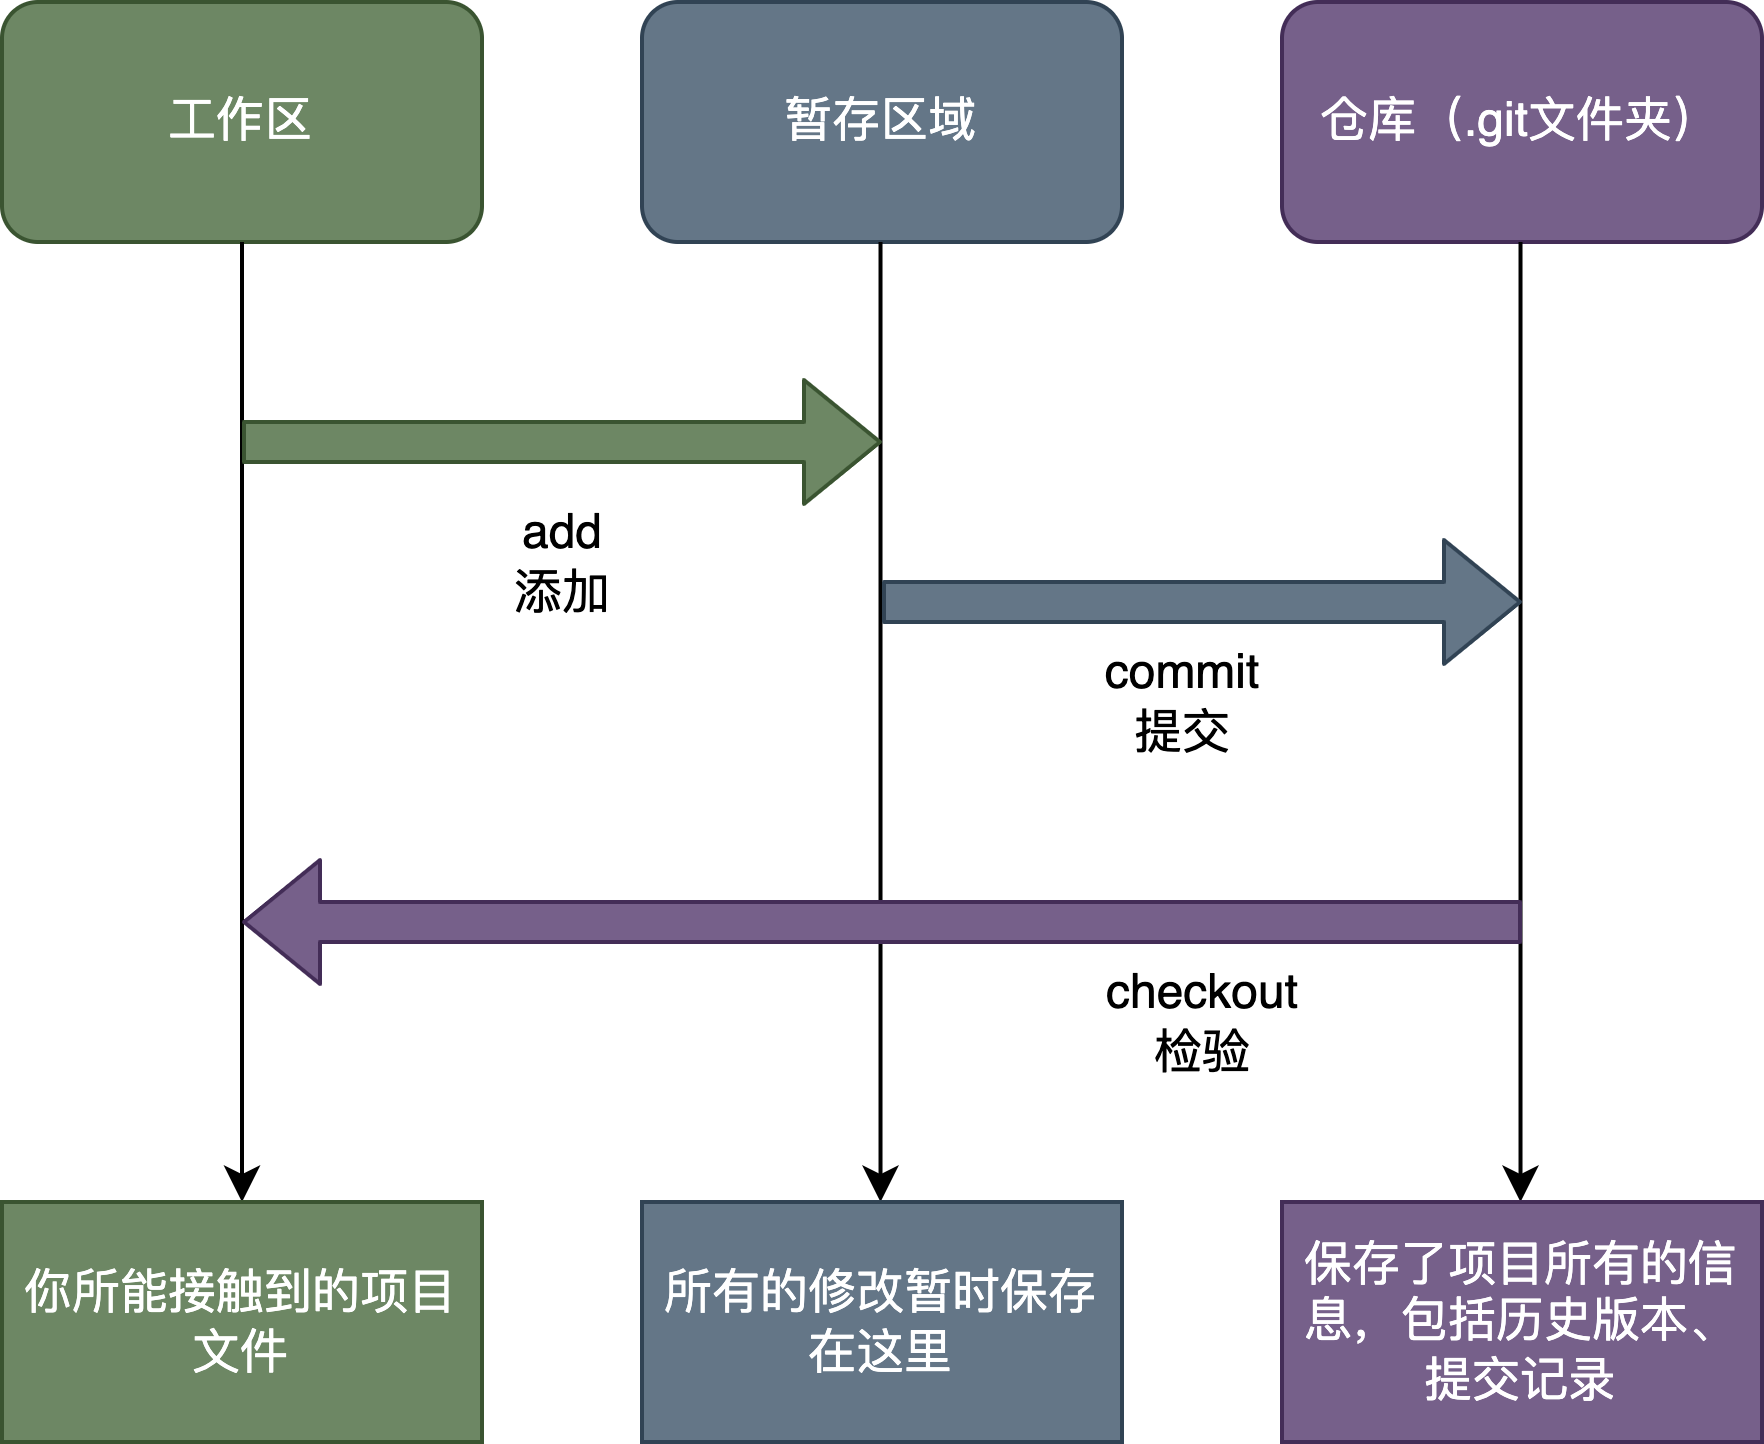 工作区
暂存区域
仓库（.git文件夹）
add
添加
commit
提交
checkout
检验
你所能接触到的项目
文件
所有的修改暂时保存
在这里
保存了项目所有的信
息，包括历史版本、
提交记录